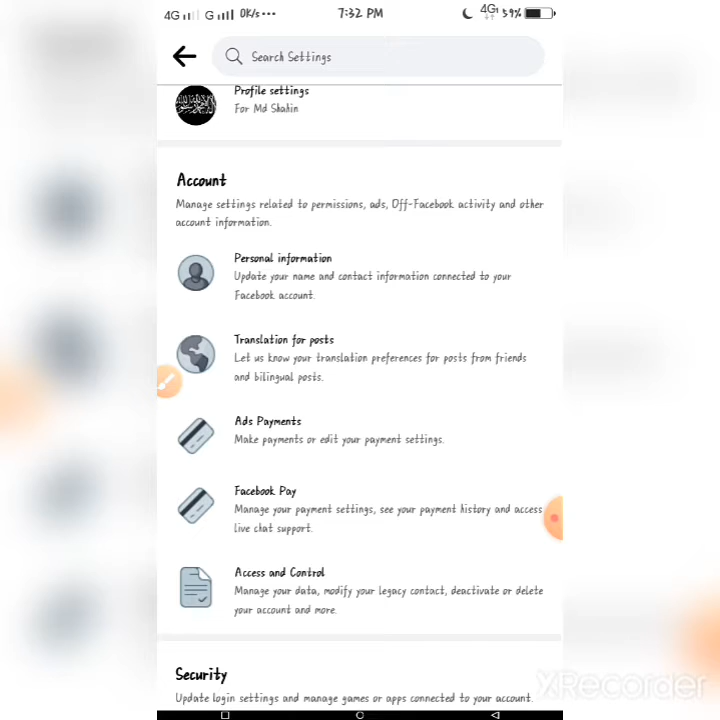 4G G 0K/s ... 7:32 PM 4G 59%
Search Settings
Profile settings
For Md Shahin
Account
Manage settings related to permissions, ads, Off-Facebook activity and other
account information.
Personal information
Update your name and contact information connected to your
Facebook account.
Translation for posts
Let us know your translation preferences for posts from friends
and bilingual posts.
Ads Payments
Make payments or edit your payment settings.
Facebook Pay
Manage your payment settings, see your payment history and access
live chat support.
Access and Control
Manage your data, modify your legacy contact, deactivate or delete
your account and more.
Security
Update login settings and manage games or apps connected to your account.
XRecorder